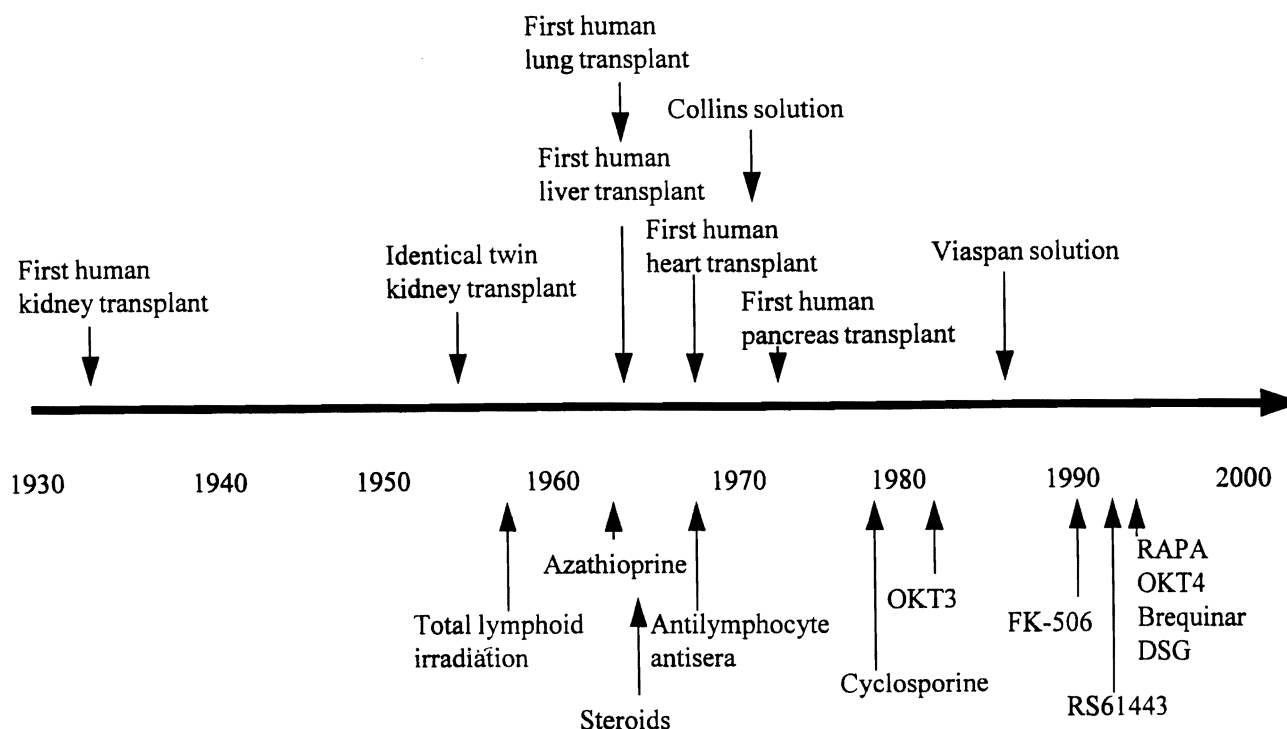 First human
lung transplant
Collins solution
First human
liver transplant
First human
heart transplant
Identical twin
kidney transplant
Viaspan solution
First human
kidney transplant
First human
pancreas transplant
1930
1940
1950
1960
1970
1980
1990
2000
Azathioprine
RAPA
OKT4
Brequinar
DSG
OKT3
FK-506
Total lymphoid
irradiation
Antilymphocyte
antisera
Cyclosporine
RS61443
Steroids